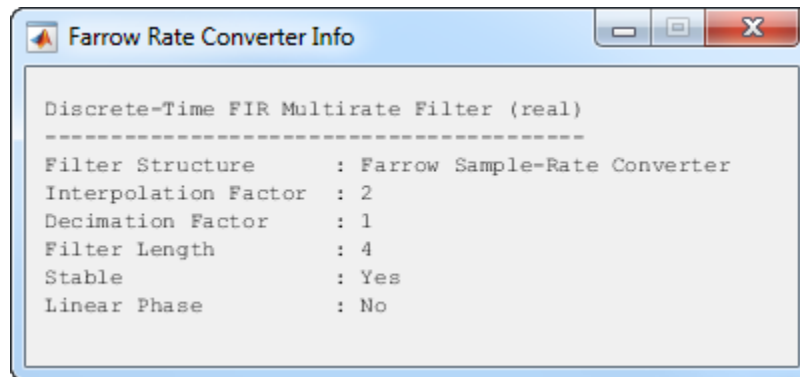 Farrow Rate Converter Info
Discrete-Time FIR Multirate Filter (real)
-----------------------------------------
Filter Structure : Farrow Sample-Rate Converter
Interpolation Factor : 2
Decimation Factor : 1
Filter Length : 4
Stable : Yes
Linear Phase : No